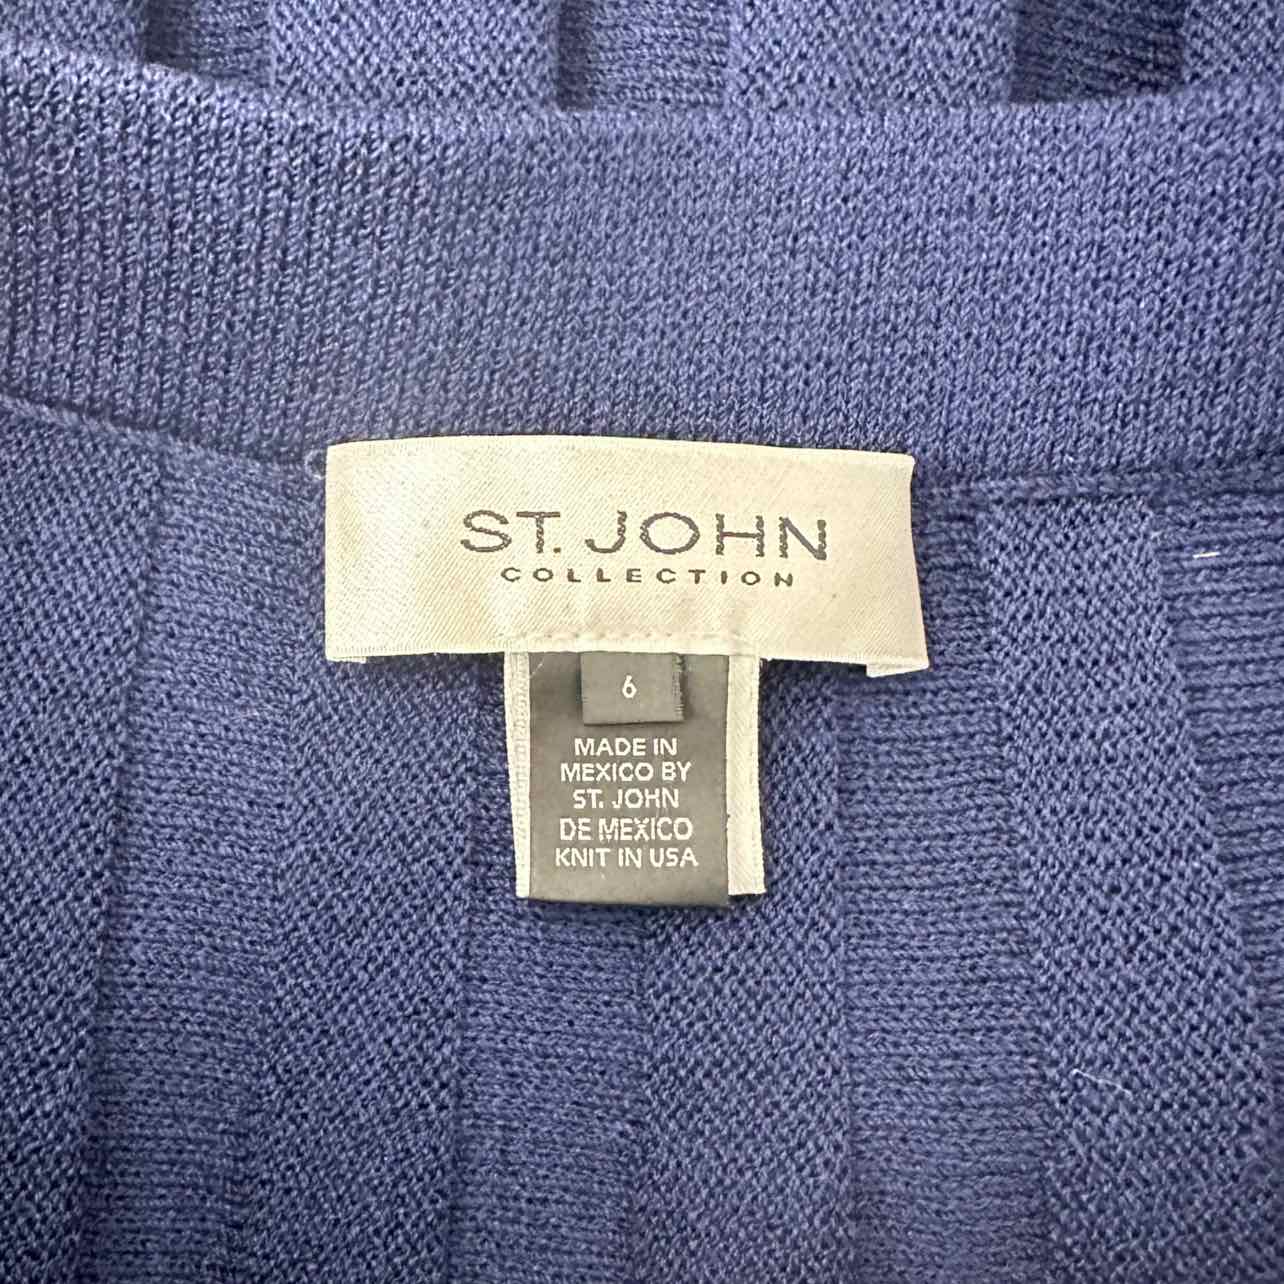 ST. JOHN
COLLECTION
6
MADE IN
MEXICO BY
ST. JOHN
DE MEXICO
KNIT IN USA